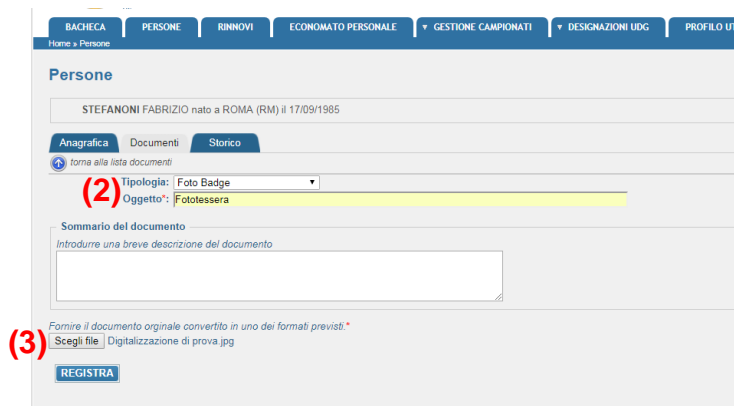 BACHECA PERSONE RINNOVI ECONOMATO PERSONALE ▼ GESTIONE CAMPIONATI ▼ DESIGNAZIONI UDG PROFILO UT
Home » Persone
Persone
STEFANONI FABRIZIO nato a ROMA (RM) il 17/09/1985
Anagrafica Documenti Storico
torna alla lista documenti
(2)
Tipologia: Foto Badge
Oggetto*: Fototessera
Sommario del documento
Introdurre una breve descrizione del documento
Fornire il documento orginale convertito in uno dei formati previsti.*
(3) Scegli file Digitalizzazione di prova.jpg
REGISTRA